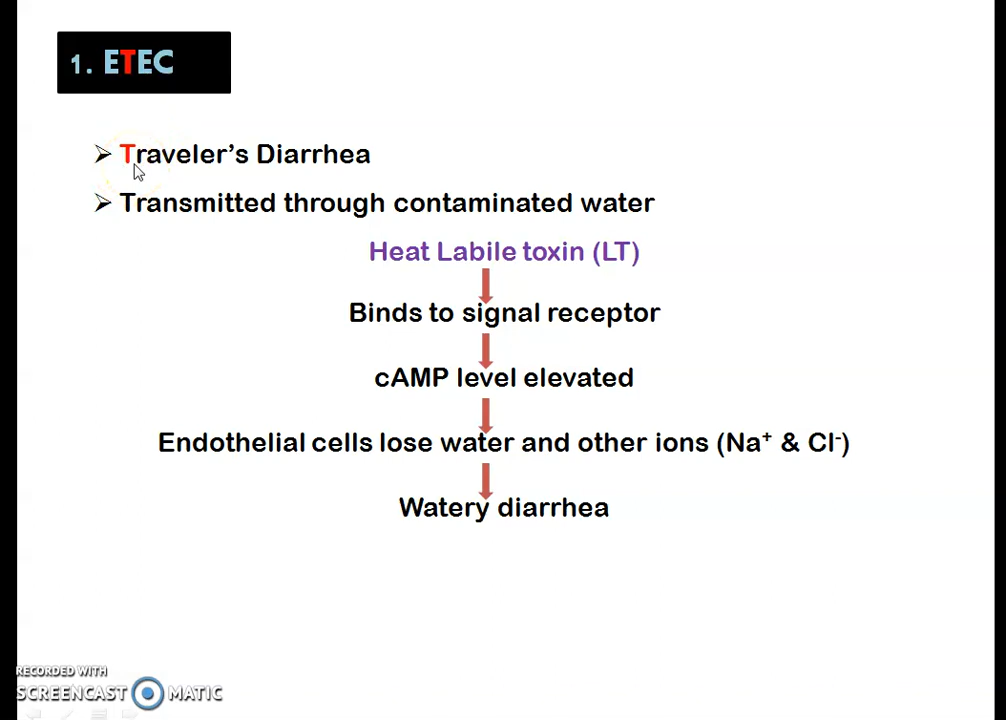 1. ETEC
➢ Traveler's Diarrhea
➢ Transmitted through contaminated water
Heat Labile toxin (LT)
Binds to signal receptor
cAMP level elevated
Endothelial cells lose water and other ions (Na⁺ & Cl⁻)
Watery diarrhea
RECORDED WITH
SCREENCAST MATIC